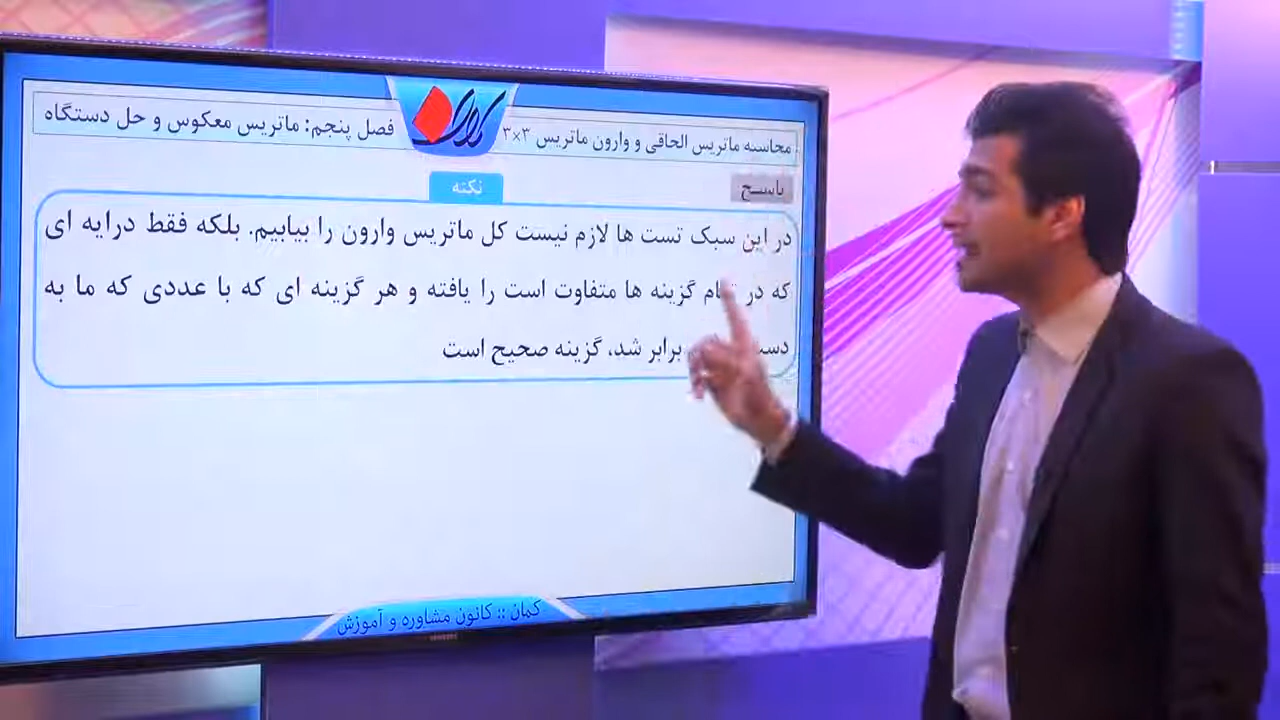 محاسبه ماتریس الحاقی و وارون ماتریس ۳×۳
فصل پنجم: ماتریس معکوس و حل دستگاه
پاسخ
نکته
در این سبک تست ها لازم نیست کل ماتریس وارون را بیابیم. بلکه فقط درایه ای
که در تمام گزینه ها متفاوت است را یافته و هر گزینه ای که با عددی که ما به
برابر شد، گزینه صحیح است
کمان :: کانون مشاوره و آموزش